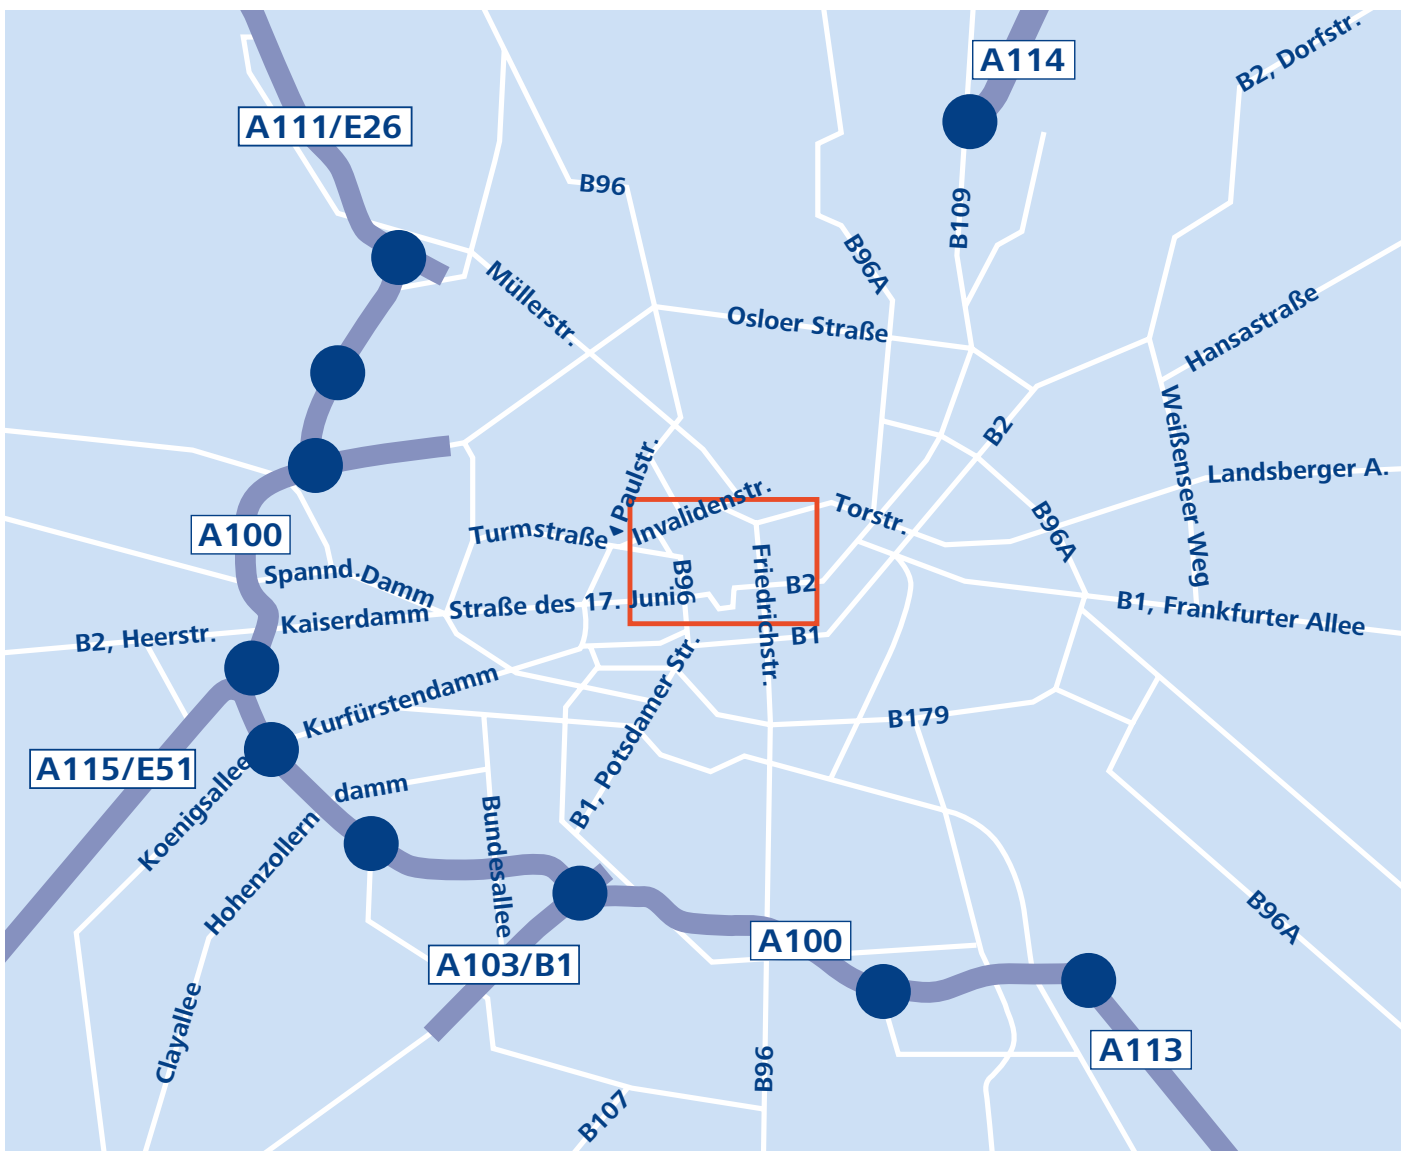 A114
B2, Dorfstr.
A111/E26
B96
B109
B96A
Müllerstr.
Osloer Straße
Hansastraße
B2
Weißenseer Weg
Landsberger A.
Paulstr.
Invalidenstr.
Torstr.
B96A
A100
Turmstraße
Friedrichstr.
B96
B2
Spannd.Damm
Straße des 17. Juni
Kaiserdamm
B2, Heerstr.
B1
B1, Frankfurter Allee
Kurfürstendamm
B1, Potsdamer Str.
B179
A115/E51
Koenigsallee
damm
Hohenzollern
Bundesallee
B96A
A100
A103/B1
Clayallee
B96
A113
B107